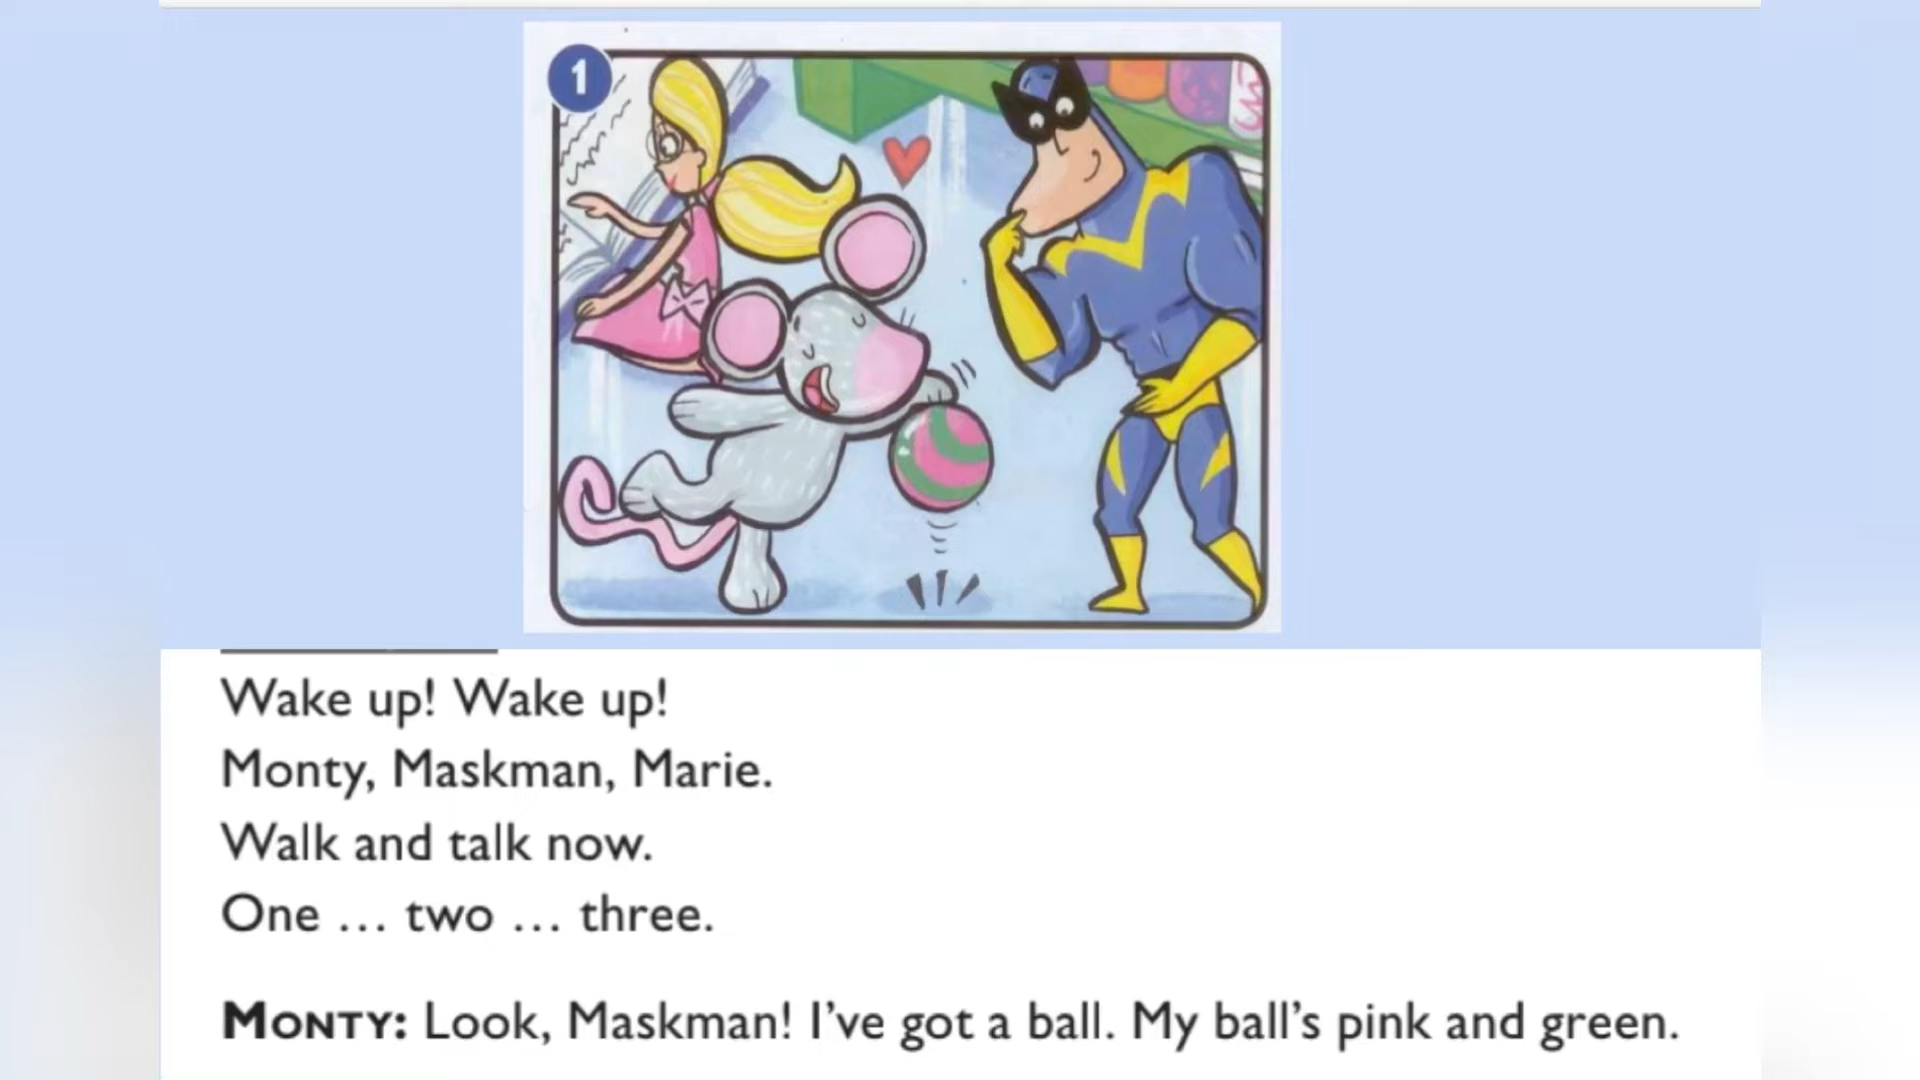 1
Wake up! Wake up!
Monty, Maskman, Marie.
Walk and talk now.
One … two … three.
MONTY: Look, Maskman! I’ve got a ball. My ball’s pink and green.